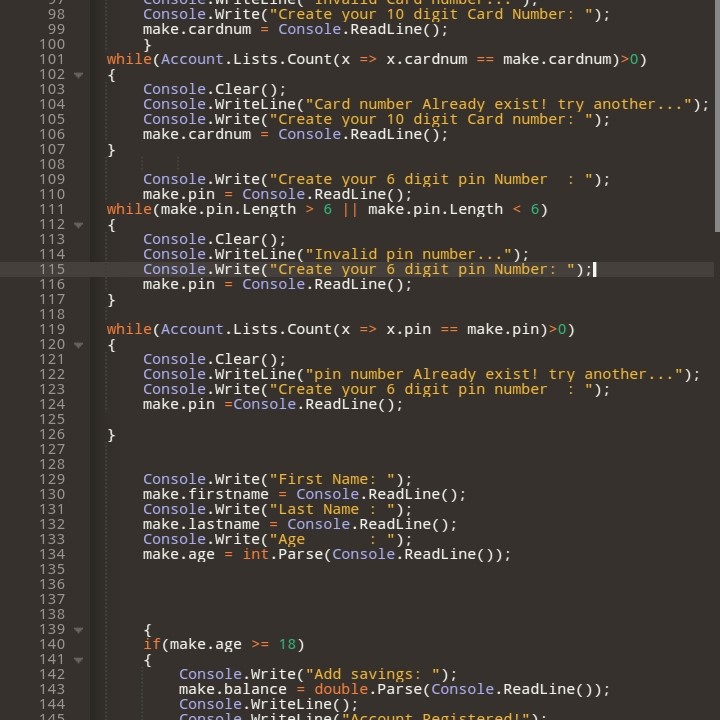 97 Console.WriteLine("Invalid Card number...");
98 Console.Write("Create your 10 digit Card Number: ");
99 make.cardnum = Console.ReadLine();
100 }
101 while(Account.Lists.Count(x => x.cardnum == make.cardnum)>0)
102 {
103 Console.Clear();
104 Console.WriteLine("Card number Already exist! try another...");
105 Console.Write("Create your 10 digit Card number: ");
106 make.cardnum = Console.ReadLine();
107 }
108
109 Console.Write("Create your 6 digit pin Number  : ");
110 make.pin = Console.ReadLine();
111 while(make.pin.Length > 6 || make.pin.Length < 6)
112 {
113 Console.Clear();
114 Console.WriteLine("Invalid pin number...");
115 Console.Write("Create your 6 digit pin Number: ");
116 make.pin = Console.ReadLine();
117 }
118
119 while(Account.Lists.Count(x => x.pin == make.pin)>0)
120 {
121 Console.Clear();
122 Console.WriteLine("pin number Already exist! try another...");
123 Console.Write("Create your 6 digit pin number  : ");
124 make.pin =Console.ReadLine();
125
126 }
127
128
129 Console.Write("First Name: ");
130 make.firstname = Console.ReadLine();
131 Console.Write("Last Name : ");
132 make.lastname = Console.ReadLine();
133 Console.Write("Age       : ");
134 make.age = int.Parse(Console.ReadLine());
135
136
137
138
139 {
140 if(make.age >= 18)
141 {
142 Console.Write("Add savings: ");
143 make.balance = double.Parse(Console.ReadLine());
144 Console.WriteLine();
145 Console.WriteLine("Account Registered!");